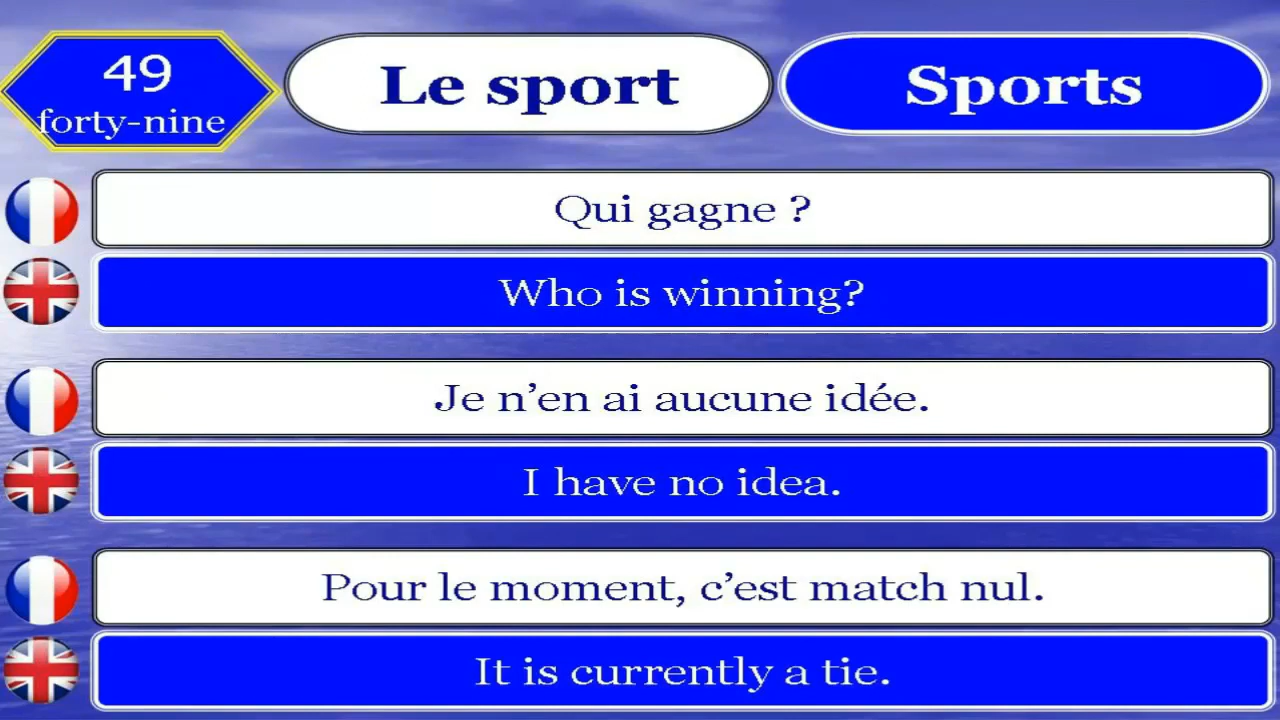 49
forty-nine
Le sport
Sports
Qui gagne ?
Who is winning?
Je n’en ai aucune idée.
I have no idea.
Pour le moment, c’est match nul.
It is currently a tie.